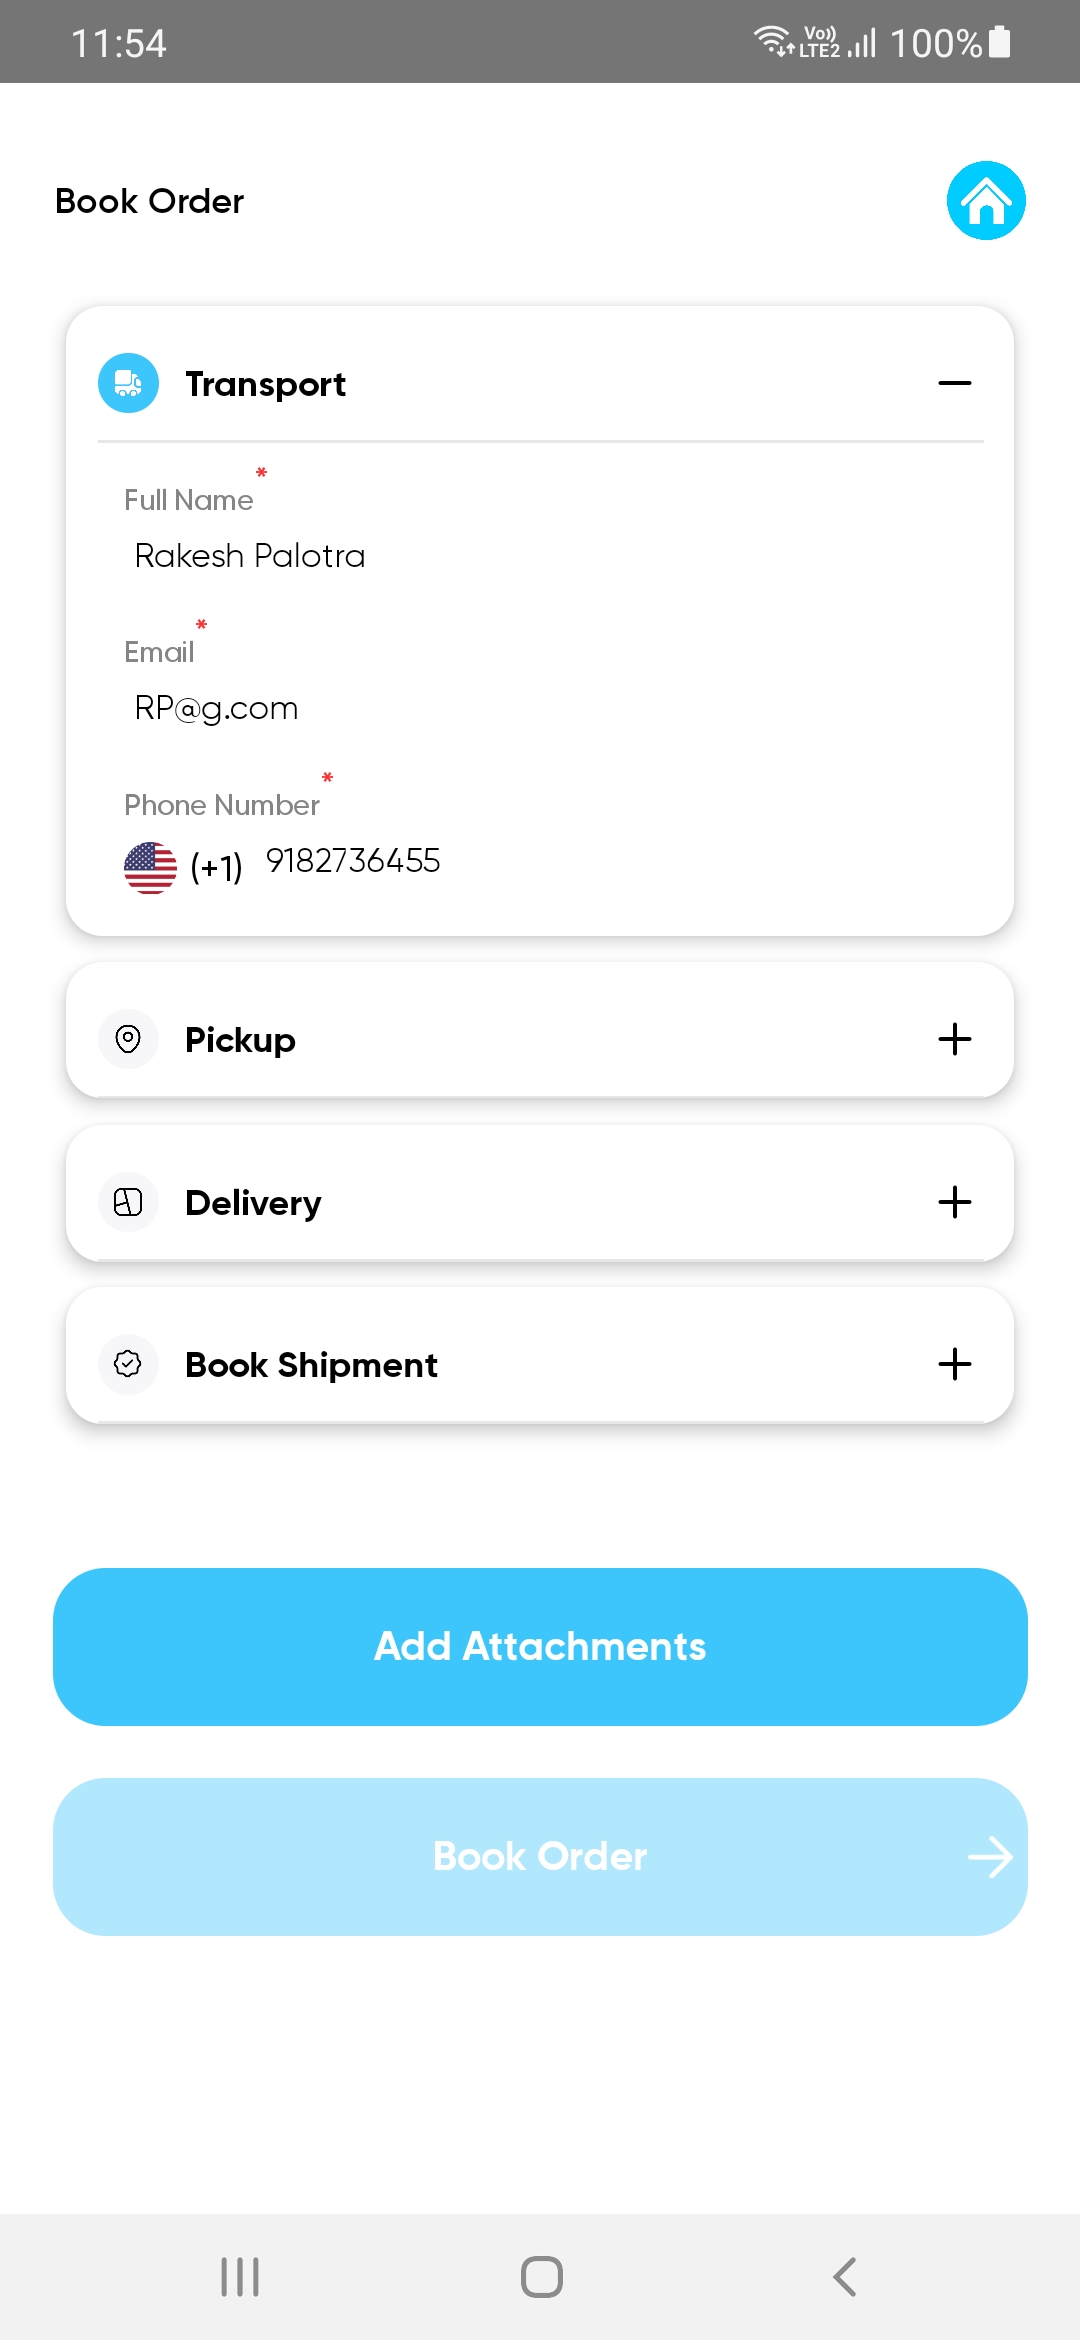 11:54 Vo)) LTE2 100%
Book Order
Transport
Full Name*
Rakesh Palotra
Email*
RP@g.com
Phone Number*
(+1) 9182736455
Pickup
Delivery
Book Shipment
Add Attachments
Book Order